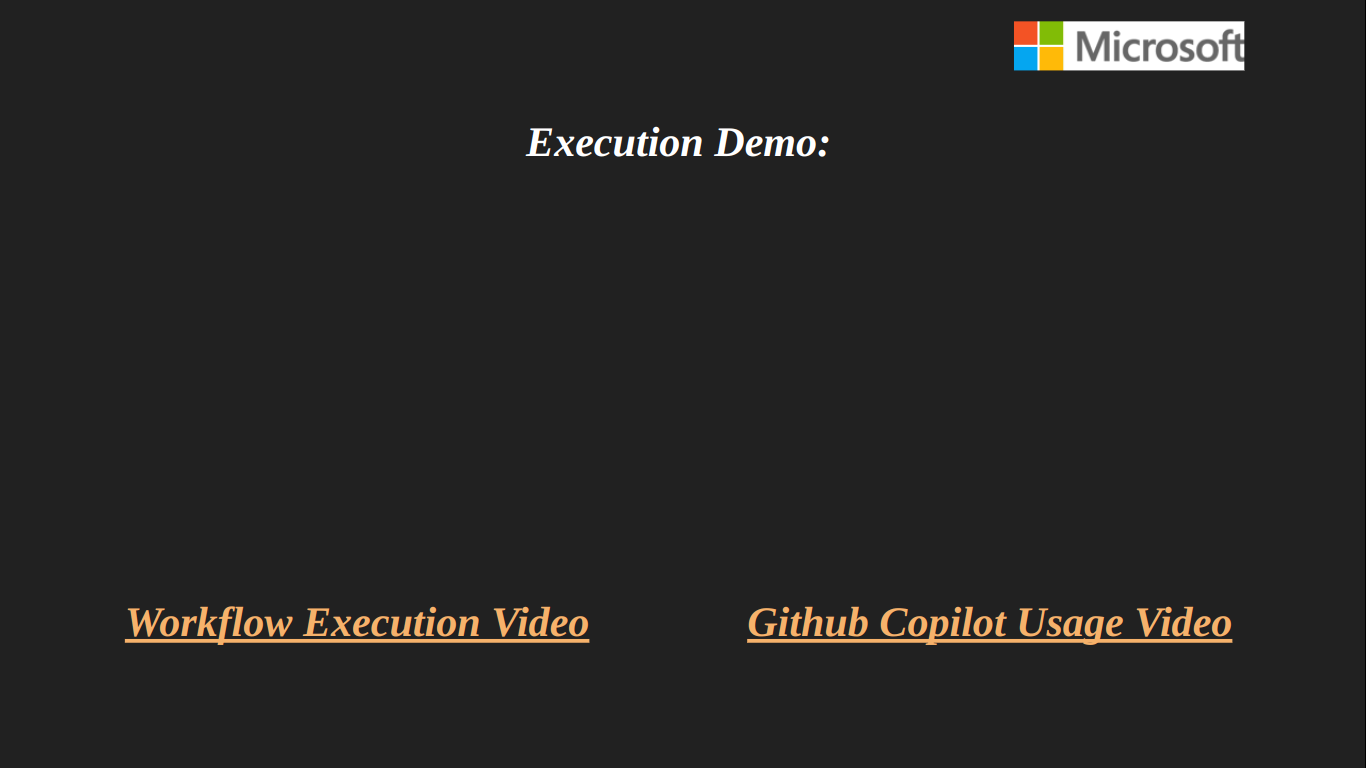 Microsoft
Execution Demo:
Workflow Execution Video
Github Copilot Usage Video